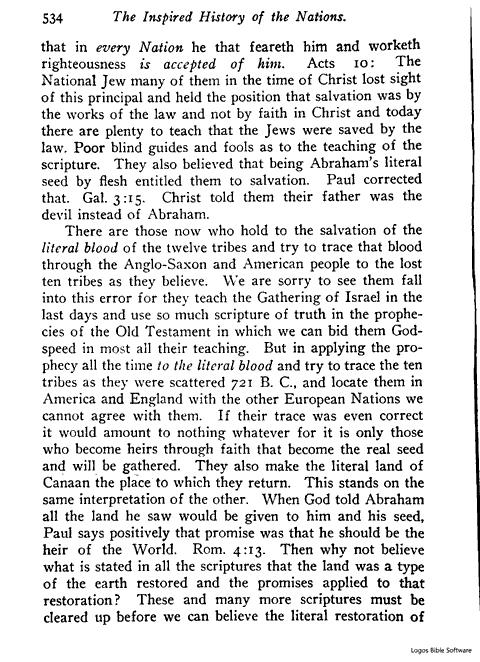 534 The Inspired History of the Nations.
that in every Nation he that feareth him and worketh
righteousness is accepted of him. Acts 10: The
National Jew many of them in the time of Christ lost sight
of this principal and held the position that salvation was by
the works of the law and not by faith in Christ and today
there are plenty to teach that the Jews were saved by the
law. Poor blind guides and fools as to the teaching of the
scripture. They also believed that being Abraham's literal
seed by flesh entitled them to salvation. Paul corrected
that. Gal. 3:15. Christ told them their father was the
devil instead of Abraham.
There are those now who hold to the salvation of the
literal blood of the twelve tribes and try to trace that blood
through the Anglo-Saxon and American people to the lost
ten tribes as they believe. We are sorry to see them fall
into this error for they teach the Gathering of Israel in the
last days and use so much scripture of truth in the prophe-
cies of the Old Testament in which we can bid them God-
speed in most all their teaching. But in applying the pro-
phecy all the time to the literal blood and try to trace the ten
tribes as they were scattered 721 B. C., and locate them in
America and England with the other European Nations we
cannot agree with them. If their trace was even correct
it would amount to nothing whatever for it is only those
who become heirs through faith that become the real seed
and will be gathered. They also make the literal land of
Canaan the place to which they return. This stands on the
same interpretation of the other. When God told Abraham
all the land he saw would be given to him and his seed,
Paul says positively that promise was that he should be the
heir of the World. Rom. 4:13. Then why not believe
what is stated in all the scriptures that the land was a type
of the earth restored and the promises applied to that
restoration? These and many more scriptures must be
cleared up before we can believe the literal restoration of
Logos Bible Software